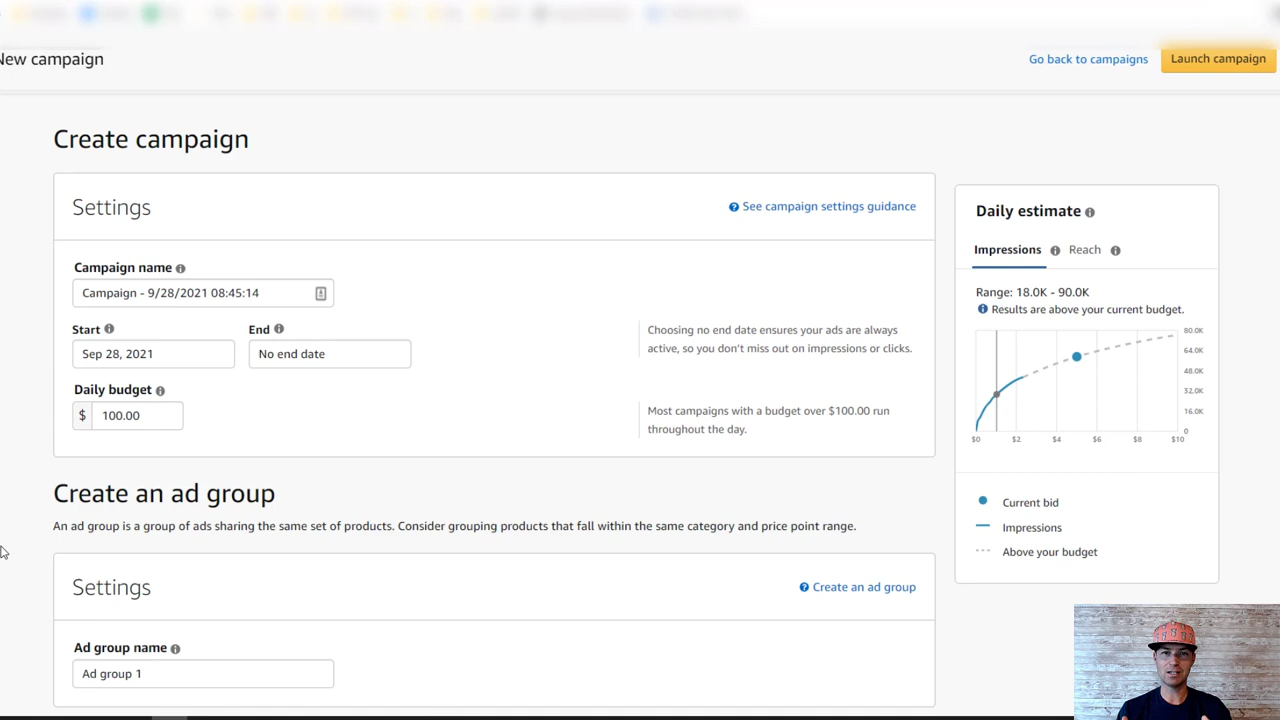 New campaign
Go back to campaigns
Launch campaign
Create campaign
Settings
See campaign settings guidance
Campaign name
Campaign - 9/28/2021 08:45:14
Start
End
Sep 28, 2021
No end date
Choosing no end date ensures your ads are always
active, so you don't miss out on impressions or clicks.
Daily budget
$ 100.00
Most campaigns with a budget over $100.00 run
throughout the day.
Create an ad group
An ad group is a group of ads sharing the same set of products. Consider grouping products that fall within the same category and price point range.
Settings
Create an ad group
Ad group name
Ad group 1
Daily estimate
Impressions
Reach
Range: 18.0K - 90.0K
Results are above your current budget.
80.0K
64.0K
48.0K
32.0K
16.0K
0
$0 $2 $4 $6 $8 $10
Current bid
Impressions
Above your budget